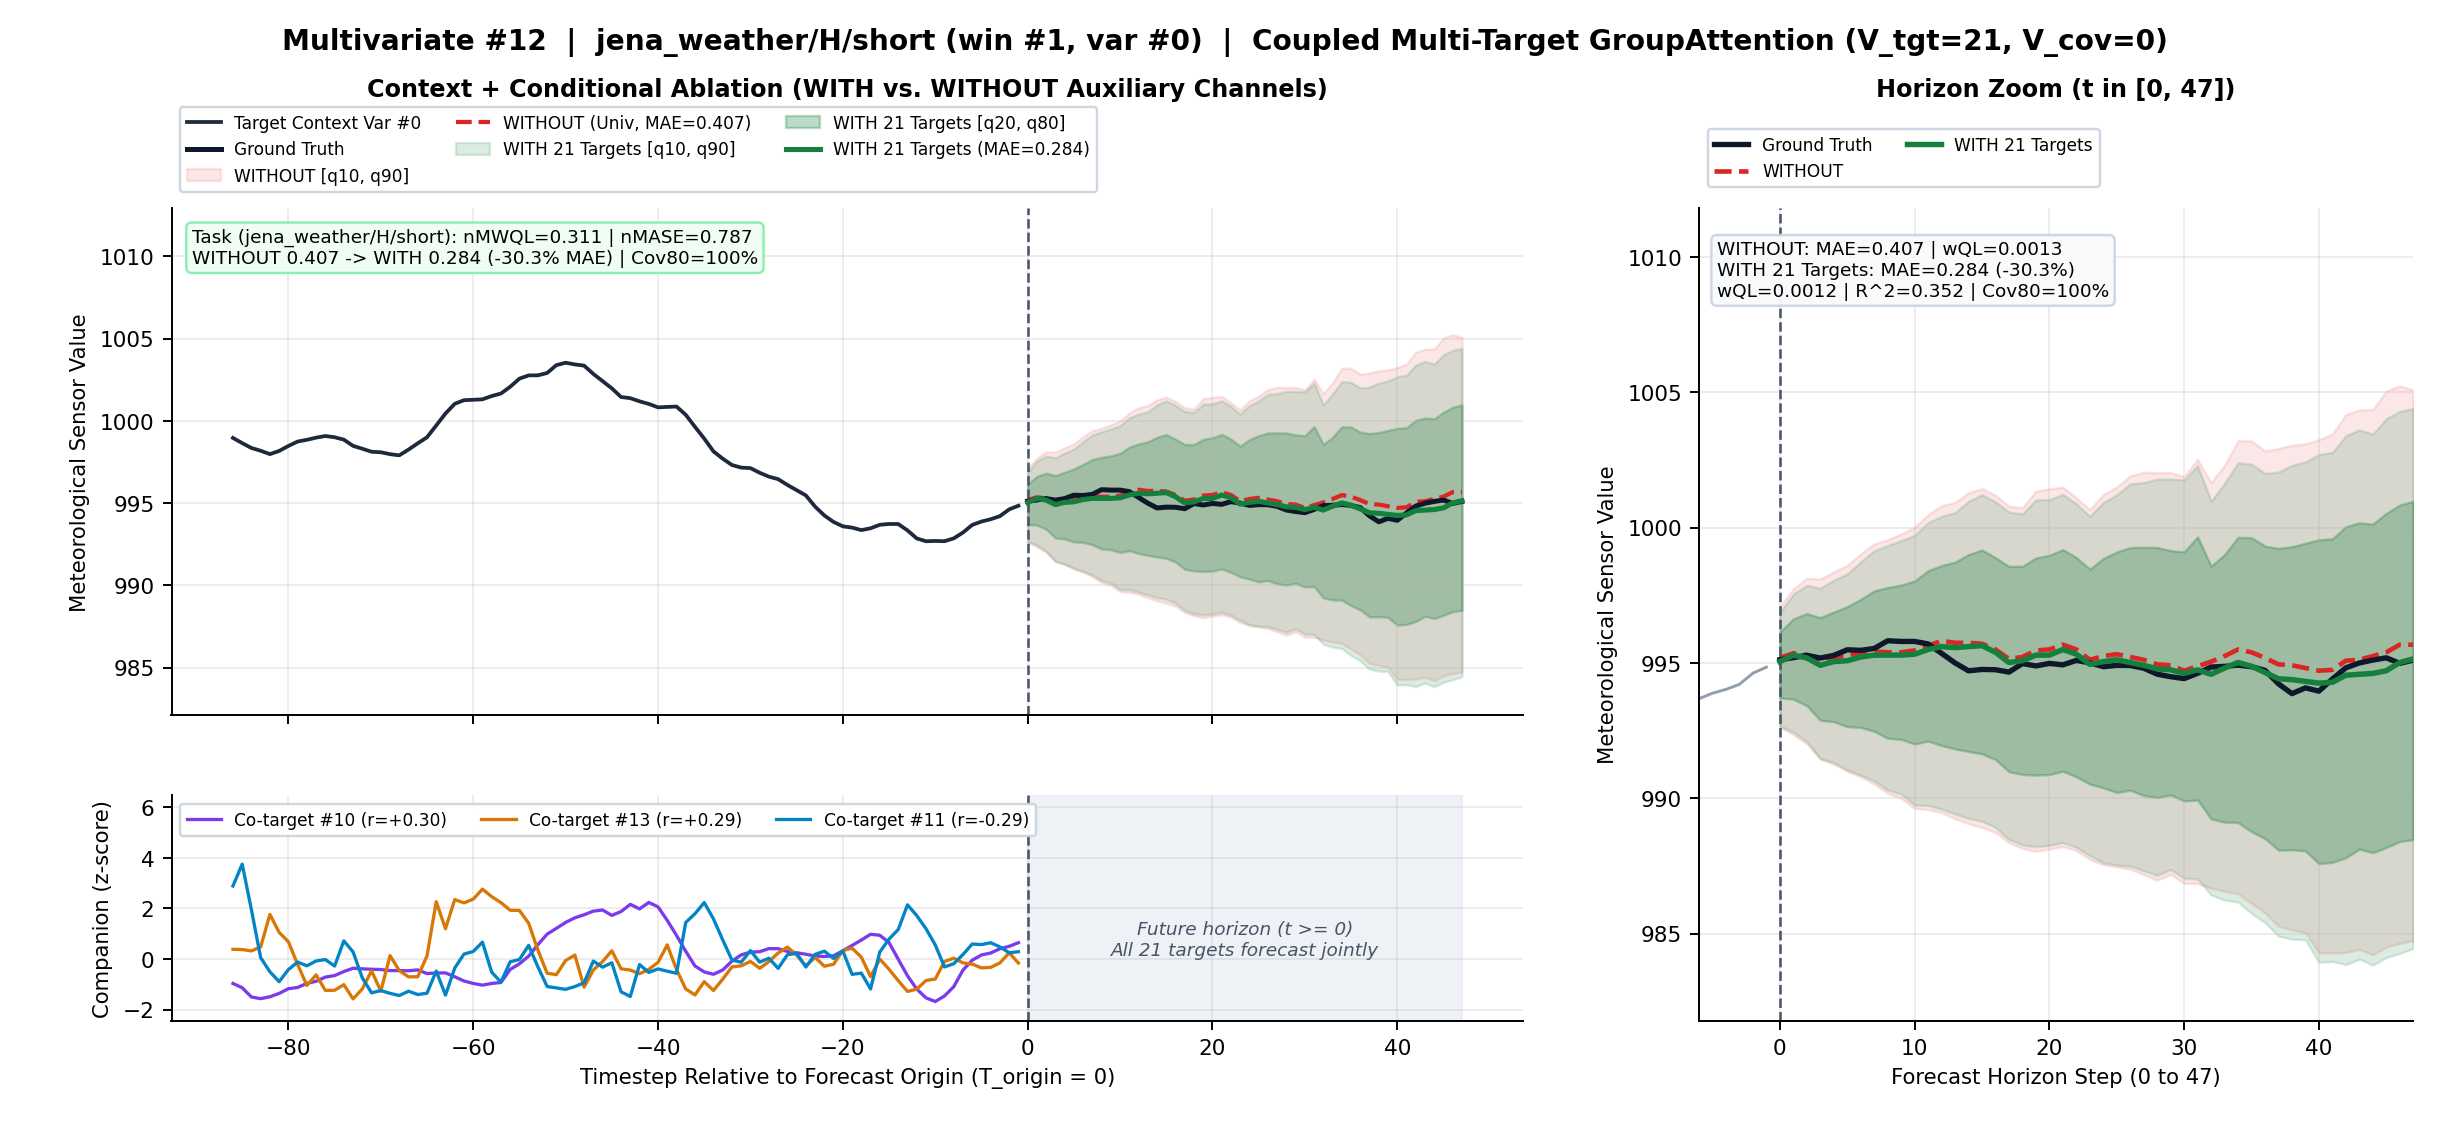 Multivariate #12 | jena_weather/H/short (win #1, var #0) | Coupled Multi-Target GroupAttention (V_tgt=21, V_cov=0)
Context + Conditional Ablation (WITH vs. WITHOUT Auxiliary Channels)
Target Context Var #0
Ground Truth
WITHOUT [q10, q90]
WITHOUT (Univ, MAE=0.407)
WITH 21 Targets [q10, q90]
WITH 21 Targets [q20, q80]
WITH 21 Targets (MAE=0.284)
Task (jena_weather/H/short): nMWQL=0.311 | nMASE=0.787
WITHOUT 0.407 -> WITH 0.284 (-30.3% MAE) | Cov80=100%
Meteorological Sensor Value
1010
1005
1000
995
990
985
Co-target #10 (r=+0.30)
Co-target #13 (r=+0.29)
Co-target #11 (r=-0.29)
Future horizon (t >= 0)
All 21 targets forecast jointly
Companion (z-score)
6
4
2
0
−2
−80
−60
−40
−20
0
20
40
Timestep Relative to Forecast Origin (T_origin = 0)
Horizon Zoom (t in [0, 47])
Ground Truth
WITHOUT
WITH 21 Targets
WITHOUT: MAE=0.407 | wQL=0.0013
WITH 21 Targets: MAE=0.284 (-30.3%)
wQL=0.0012 | R^2=0.352 | Cov80=100%
Meteorological Sensor Value
1010
1005
1000
995
990
985
0
10
20
30
40
Forecast Horizon Step (0 to 47)